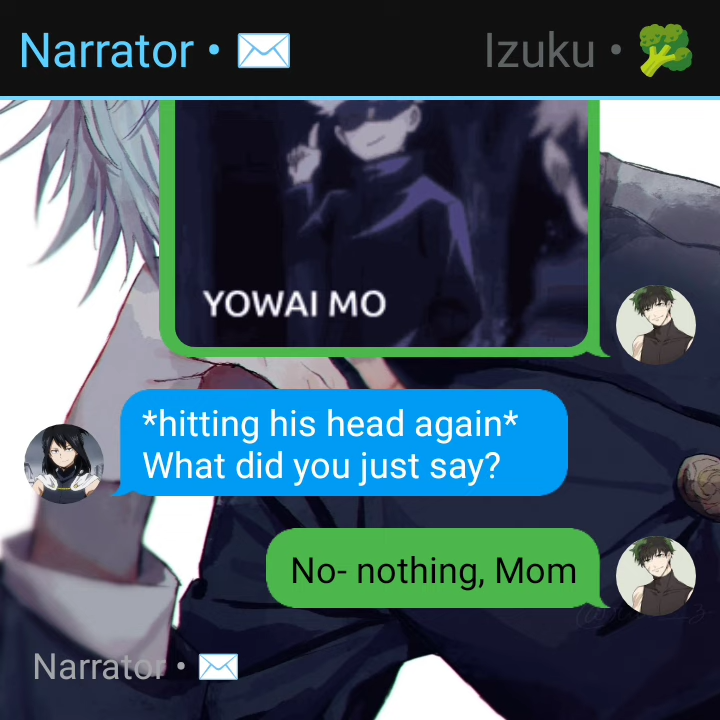 Narrator • ✉️
Izuku • 🥦
YOWAI MO
*hitting his head again*
What did you just say?
No- nothing, Mom
Narrator • ✉️